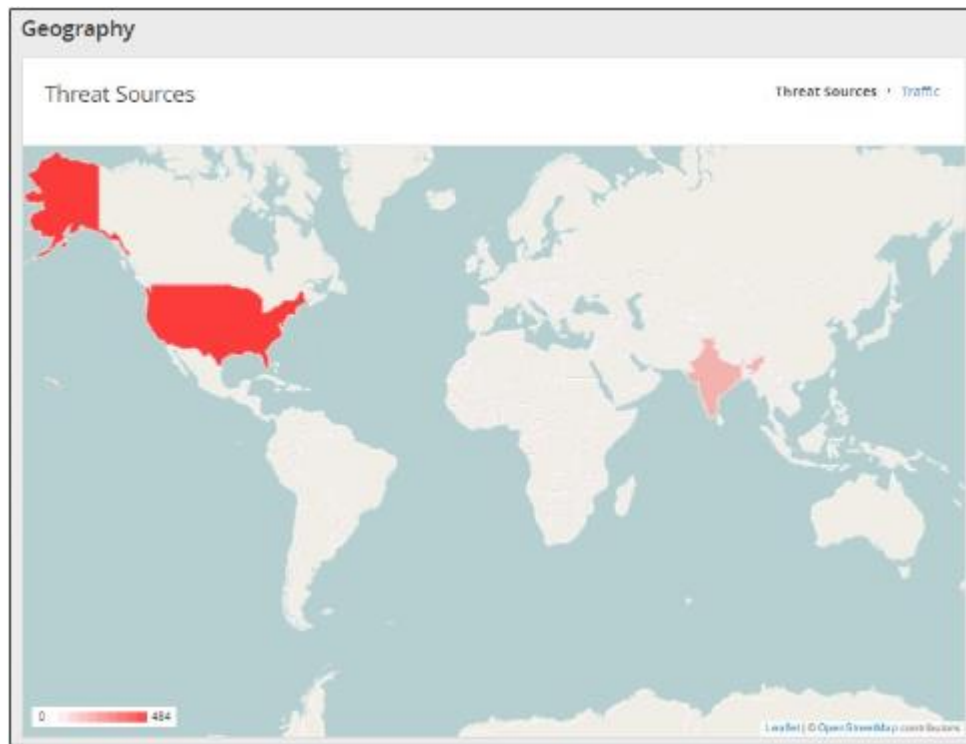 Geography
Threat Sources
Threat Sources · Traffic
0 484
Leaflet | © OpenStreetMap contributors